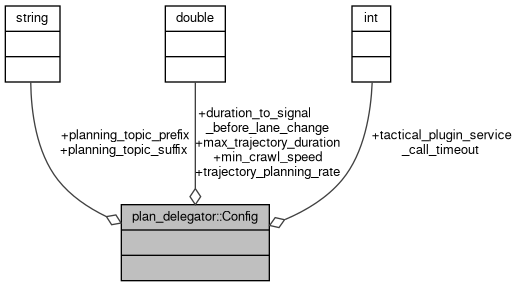 string
double
int
+planning_topic_prefix
+planning_topic_suffix
+duration_to_signal
_before_lane_change
+max_trajectory_duration
+min_crawl_speed
+trajectory_planning_rate
+tactical_plugin_service
_call_timeout
plan_delegator::Config